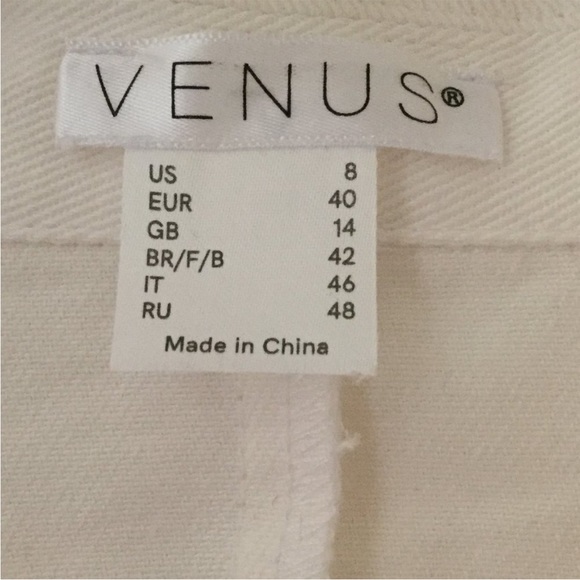 VENUS®
US 8
EUR 40
GB 14
BR/F/B 42
IT 46
RU 48
Made in China